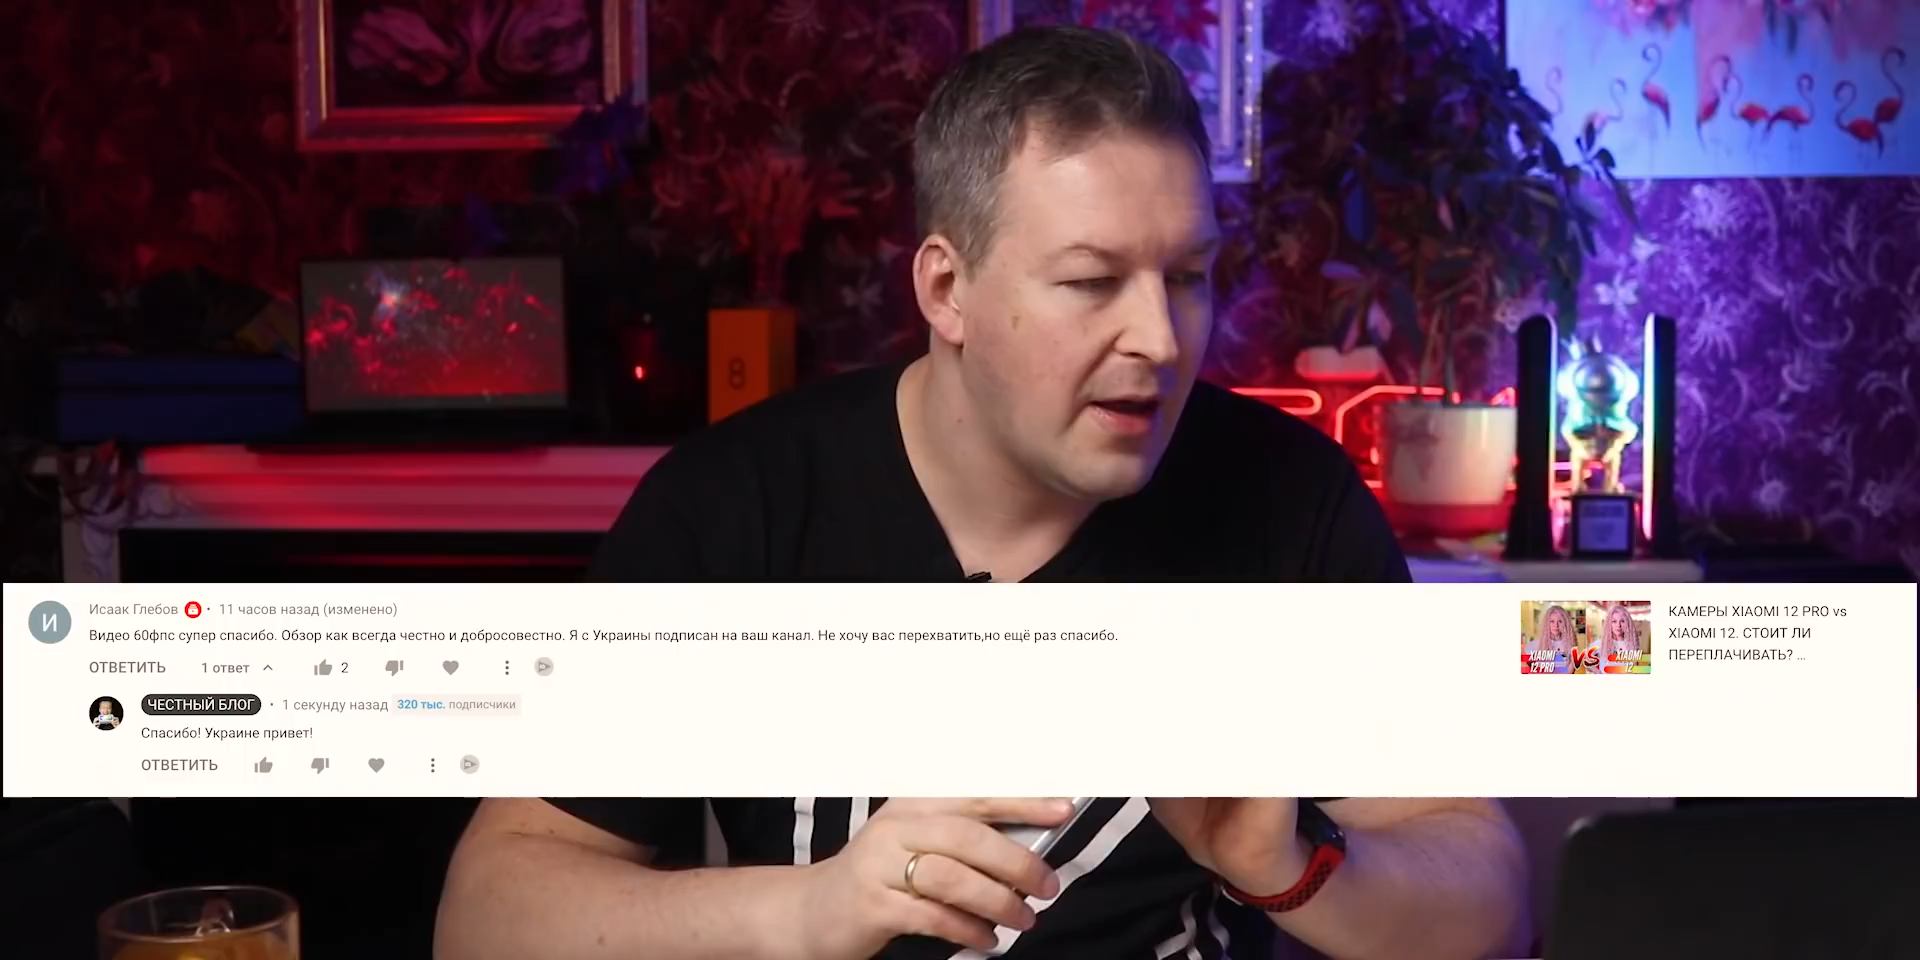 8
И
Исаак Глебов • 11 часов назад (изменено)
Видео 60фпс супер спасибо. Обзор как всегда честно и добросовестно. Я с Украины подписан на ваш канал. Не хочу вас перехватить,но ещё раз спасибо.
ОТВЕТИТЬ 1 ответ 2
ЧЕСТНЫЙ БЛОГ • 1 секунду назад 320 тыс. подписчики
Спасибо! Украине привет!
ОТВЕТИТЬ
XIAOMI 12 PRO VS XIAOMI 12
КАМЕРЫ XIAOMI 12 PRO vs
XIAOMI 12. СТОИТ ЛИ
ПЕРЕПЛАЧИВАТЬ? ...